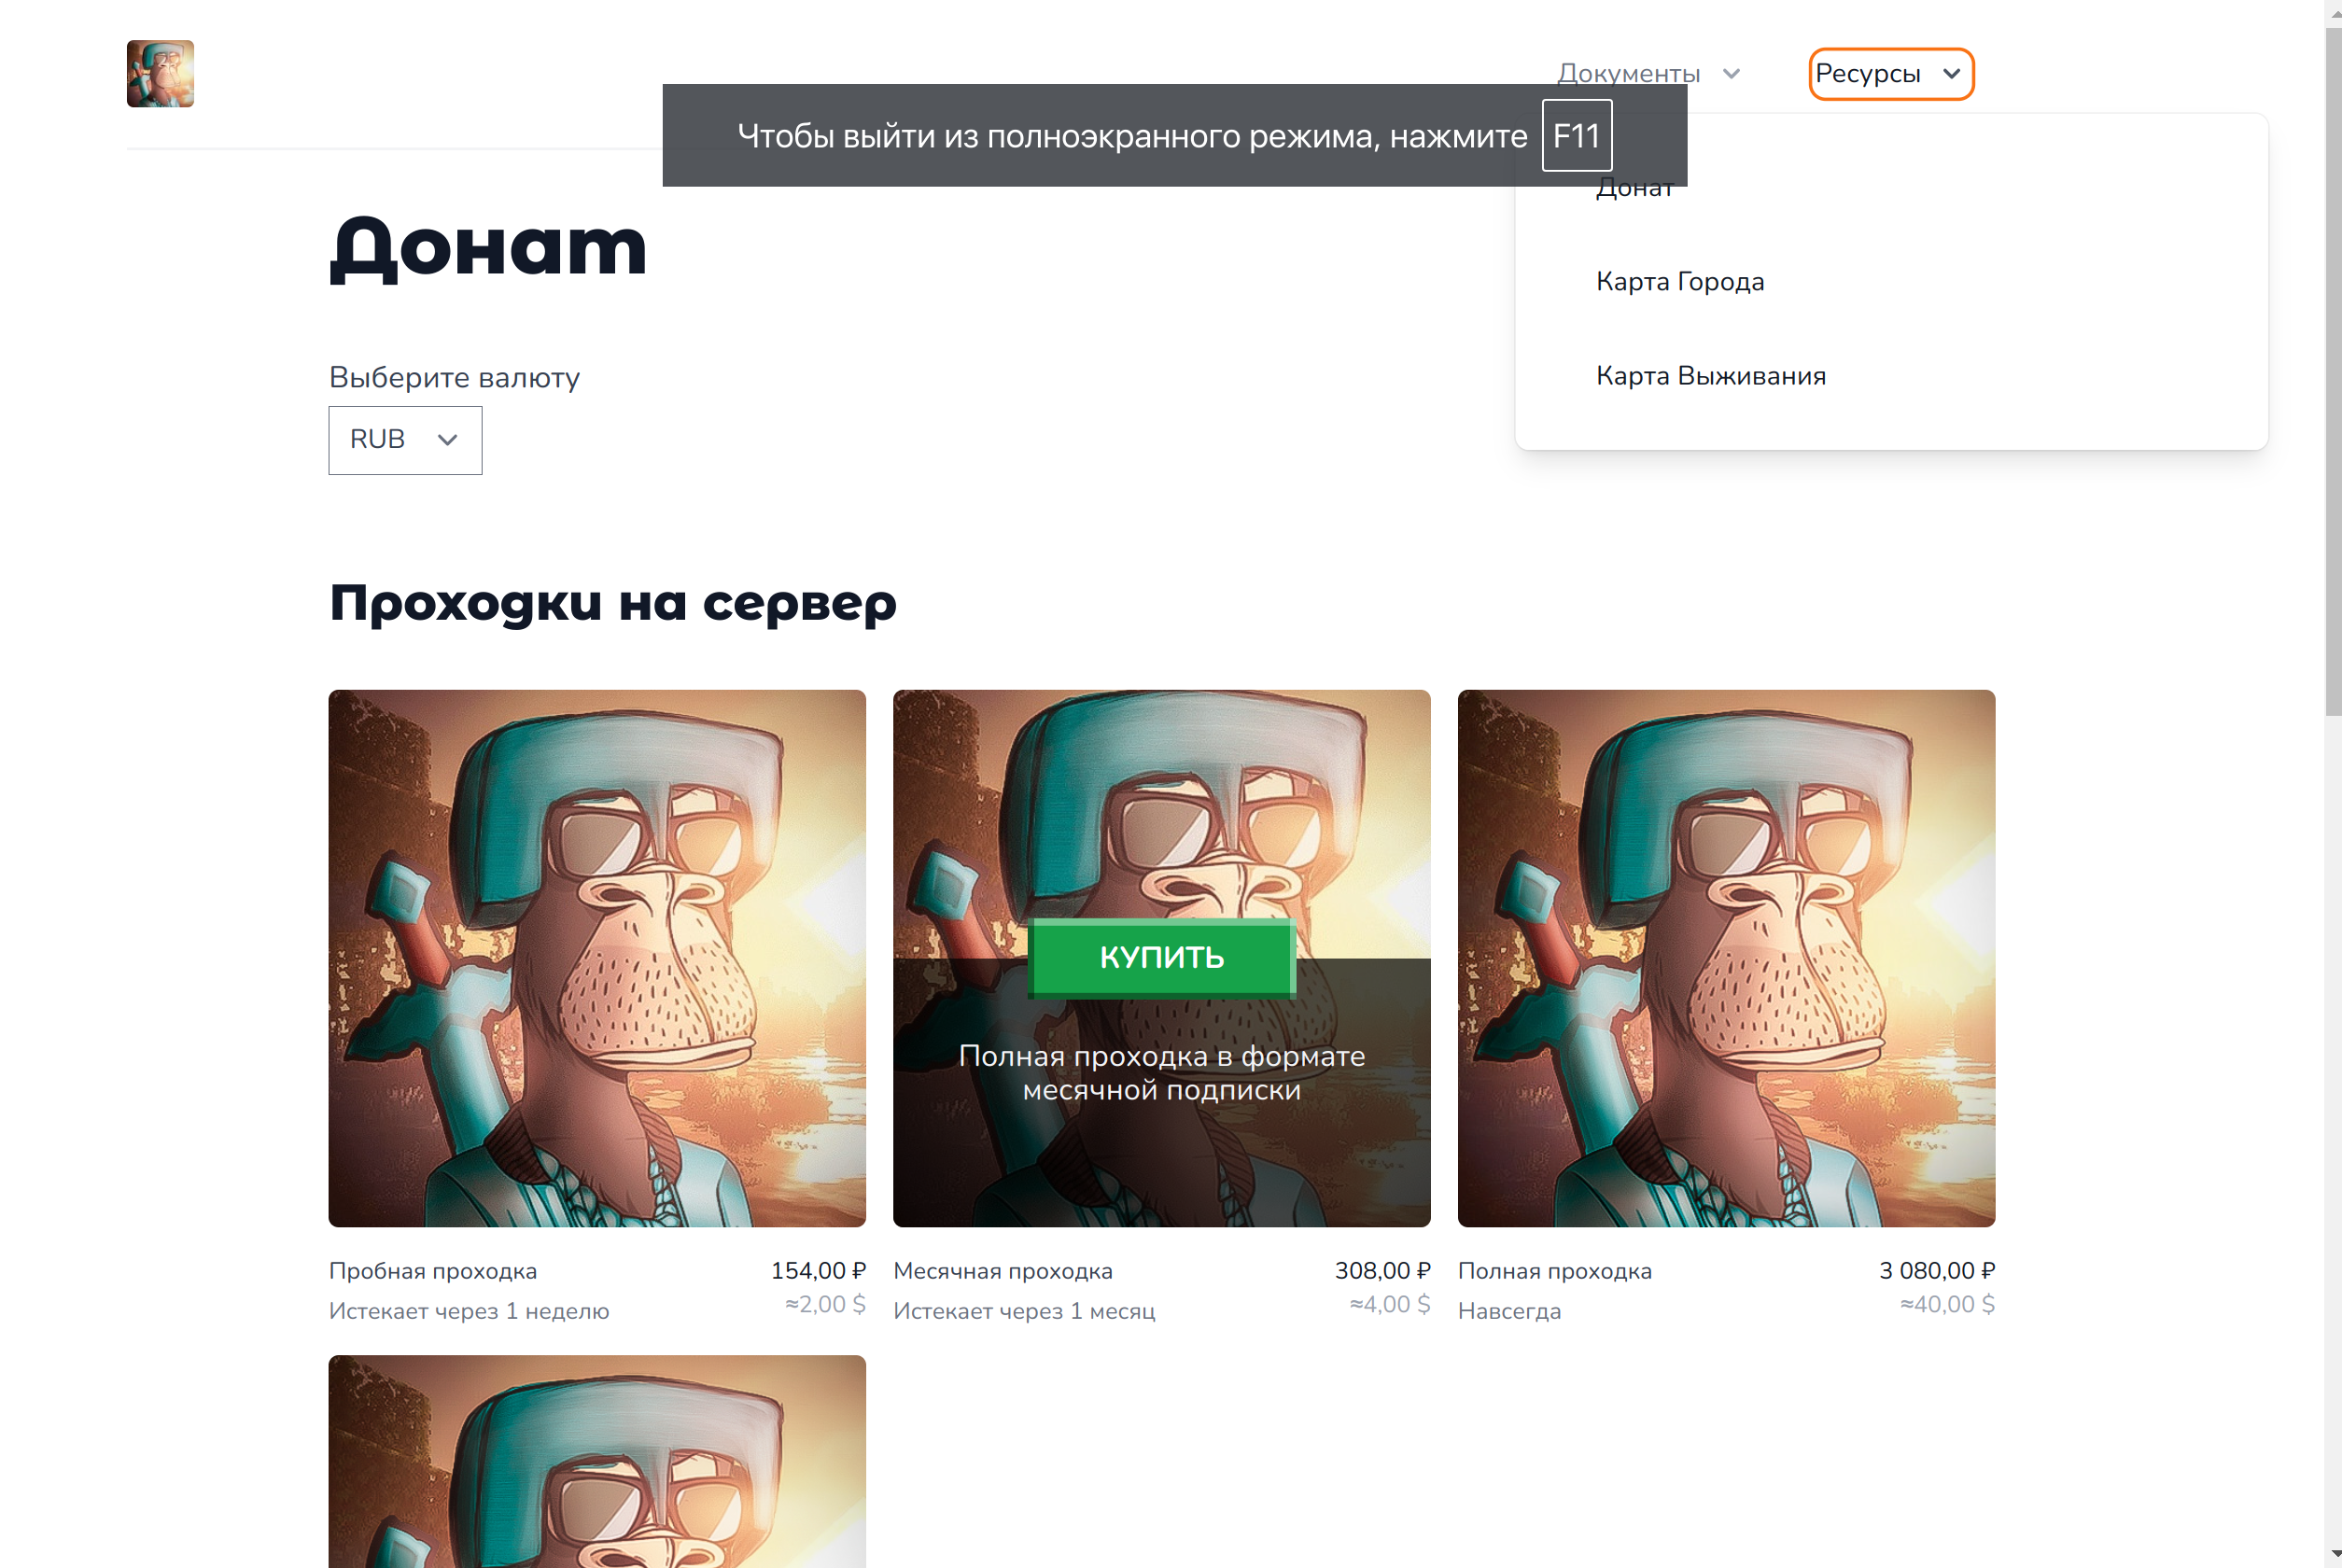 Документы
Ресурсы
Чтобы выйти из полноэкранного режима, нажмите F11
Донат
Карта Города
Карта Выживания
Донат
Выберите валюту
RUB
Проходки на сервер
КУПИТЬ
Полная проходка в формате
месячной подписки
Пробная проходка 154,00 ₽
Истекает через 1 неделю ≈2,00 $
Месячная проходка 308,00 ₽
Истекает через 1 месяц ≈4,00 $
Полная проходка 3 080,00 ₽
Навсегда ≈40,00 $